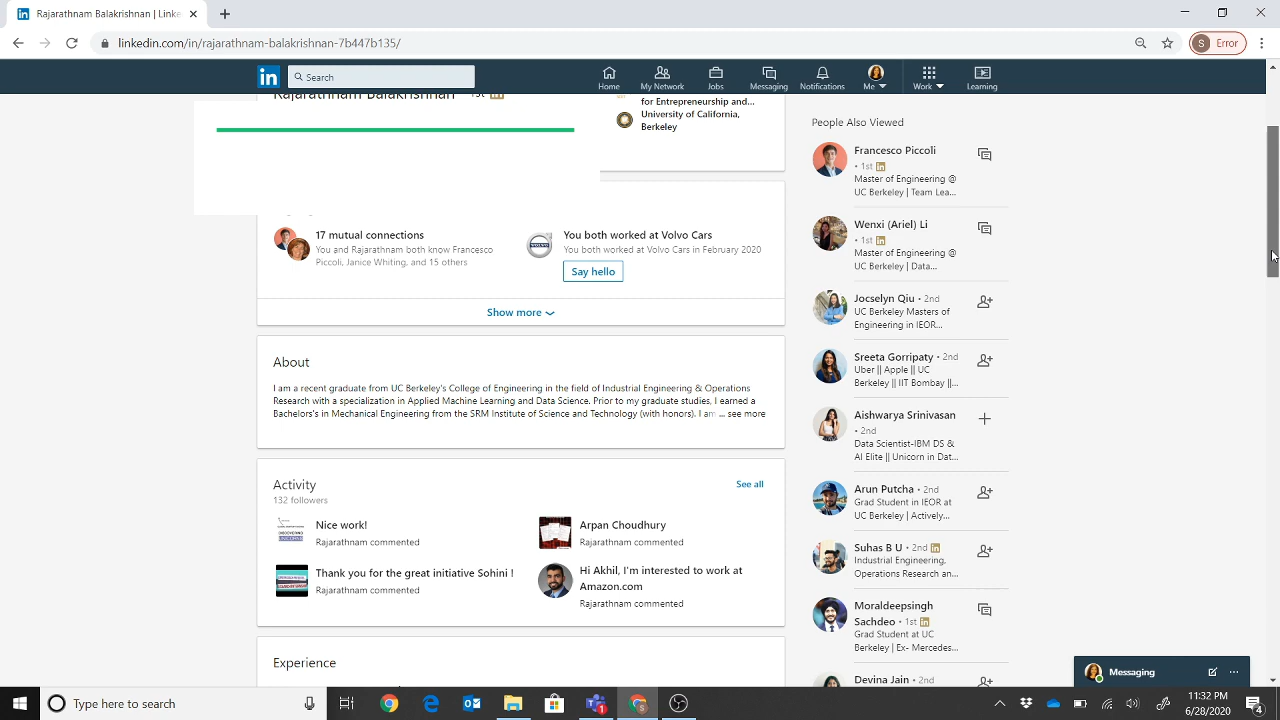 Rajarathnam Balakrishnan | Linke
linkedin.com/in/rajarathnam-balakrishnan-7b447b135/
S Error
in Search
Home My Network Jobs Messaging Notifications Me Work Learning
Rajarathnam Balakrishnan 1st in
for Entrepreneurship and...
University of California,
Berkeley
17 mutual connections
You and Rajarathnam both know Francesco
Piccoli, Janice Whiting, and 15 others
VOLVO
You both worked at Volvo Cars
You both worked at Volvo Cars in February 2020
Say hello
Show more
About
I am a recent graduate from UC Berkeley's College of Engineering in the field of Industrial Engineering & Operations
Research with a specialization in Applied Machine Learning and Data Science. Prior to my graduate studies, I earned a
Bachelors's in Mechanical Engineering from the SRM Institute of Science and Technology (with honors). I am ... see more
Activity
132 followers
See all
Nice work!
Rajarathnam commented
Arpan Choudhury
Rajarathnam commented
Thank you for the great initiative Sohini !
Rajarathnam commented
Hi Akhil, I'm interested to work at
Amazon.com
Rajarathnam commented
Experience
People Also Viewed
Francesco Piccoli
• 1st in
Master of Engineering @
UC Berkeley | Team Lea...
Wenxi (Ariel) Li
• 1st in
Master of Engineering @
UC Berkeley | Data...
Jocselyn Qiu • 2nd
UC Berkeley Masters of
Engineering in IEOR...
Sreeta Gorripaty • 2nd
Uber || Apple || UC
Berkeley || IIT Bombay ||...
Aishwarya Srinivasan
• 2nd
Data Scientist-IBM DS &
AI Elite || Unicorn in Dat...
Arun Putcha • 2nd
Grad Student in IEOR at
UC Berkeley | Actively...
Suhas B U • 2nd in
Industrial Engineering,
Operations Research an...
Moraldeepsingh
Sachdeo • 1st in
Grad Student at UC
Berkeley | Ex- Mercedes...
Devina Jain • 2nd
Messaging
Type here to search
11:32 PM
6/28/2020